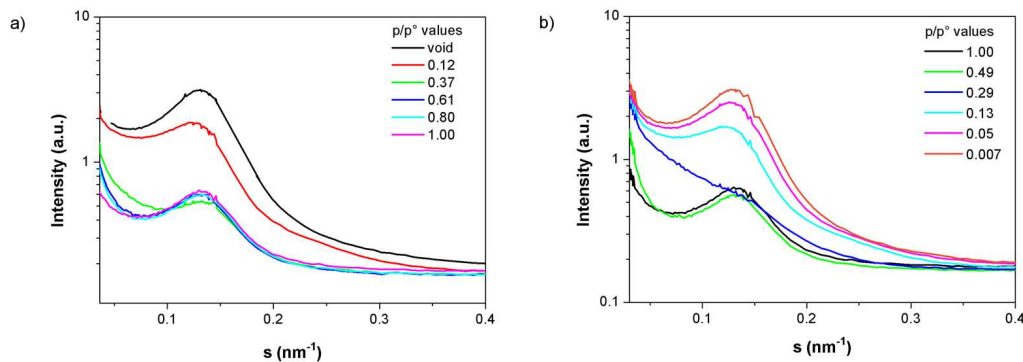 a)
10
1
Intensity (a.u.)
0.1
0.2
0.3
0.4
s (nm⁻¹)
p/p° values
void
0.12
0.37
0.61
0.80
1.00
b)
10
1
0.1
Intensity (a.u.)
0.1
0.2
0.3
0.4
s (nm⁻¹)
p/p° values
1.00
0.49
0.29
0.13
0.05
0.007